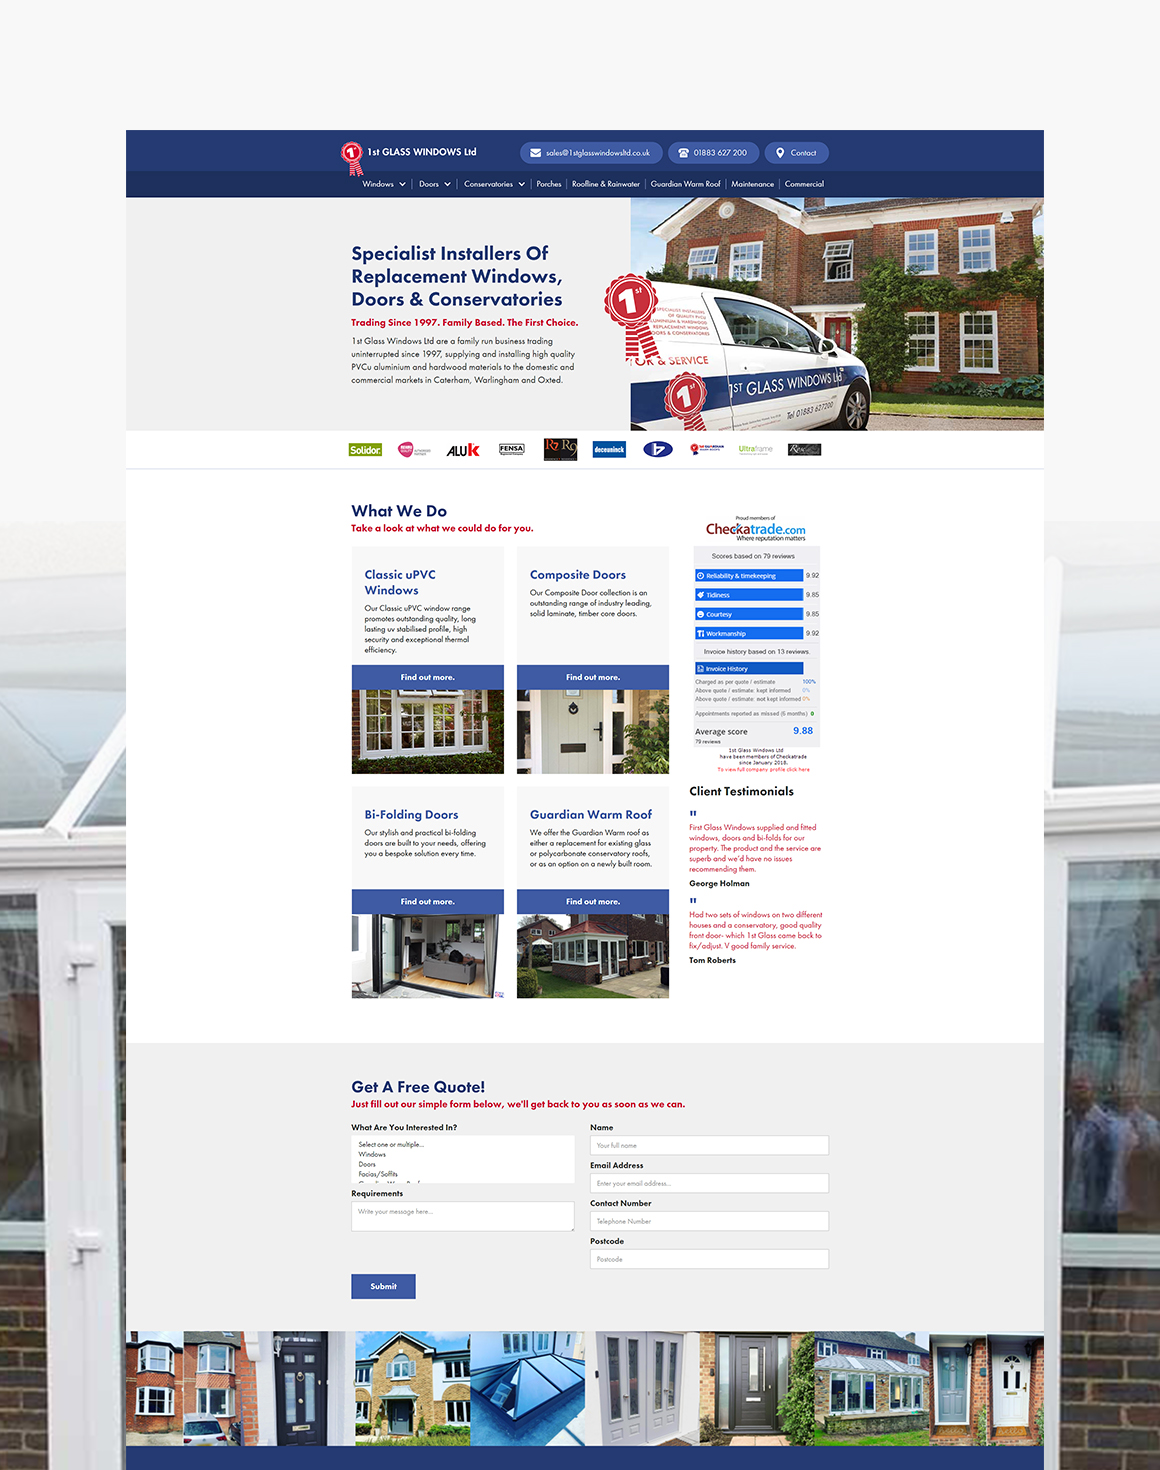 1st
1st GLASS WINDOWS Ltd
sales@1stglasswindowsltd.co.uk
01883 627 200
Contact
Windows
Doors
Conservatories
Porches
Roofline & Rainwater
Guardian Warm Roof
Maintenance
Commercial
Specialist Installers Of
Replacement Windows,
Doors & Conservatories
Trading Since 1997. Family Based. The First Choice.
1st Glass Windows Ltd are a family run business trading
uninterrupted since 1997, supplying and installing high quality
PVCu aluminium and hardwood materials to the domestic and
commercial markets in Caterham, Warlingham and Oxted.
1st
SPECIALIST INSTALLERS
OF QUALITY PVCu
ALUMINIUM & HARDWOOD
REPLACEMENT WINDOWS
DOORS & CONSERVATORIES
& SERVICE
1st
1ST GLASS WINDOWS Ltd
Tel 01883 627200
Solidor
ALUK
FENSA
R7 R9
deceuninck
Ultraframe
What We Do
Take a look at what we could do for you.
Classic uPVC
Windows
Our Classic uPVC window range
promotes outstanding quality, long
lasting uv stabilised profile, high
security and exceptional thermal
efficiency.
Find out more.
Composite Doors
Our Composite Door collection is an
outstanding range of industry leading,
solid laminate, timber core doors.
Find out more.
Bi-Folding Doors
Our stylish and practical bi-folding
doors are built to your needs, offering
you a bespoke solution every time.
Find out more.
Guardian Warm Roof
We offer the Guardian Warm roof as
either a replacement for existing glass
or polycarbonate conservatory roofs,
or as an option on a newly built room.
Find out more.
Proud members of
Checkatrade.com
Where reputation matters
Scores based on 79 reviews
Reliability & timekeeping 9.92
Tidiness 9.85
Courtesy 9.85
Workmanship 9.92
Invoice history based on 13 reviews.
Invoice History
Charged as per quote / estimate 100%
Above quote / estimate: kept informed 0%
Above quote / estimate: not kept informed 0%
Appointments reported as missed (6 months) 0
Average score 9.88
79 reviews
1st Glass Windows Ltd
have been members of Checkatrade
since January 2018.
To view full company profile click here
Client Testimonials
"
First Glass Windows supplied and fitted
windows, doors and bi-folds for our
property. The product and the service are
superb and we'd have no issues
recommending them.
George Holman
"
Had two sets of windows on two different
houses and a conservatory, good quality
front door- which 1st Glass came back to
fix/adjust. V good family service.
Tom Roberts
Get A Free Quote!
Just fill out our simple form below, we'll get back to you as soon as we can.
What Are You Interested In?
Select one or multiple...
Windows
Doors
Facias/Soffits
Requirements
Write your message here...
Name
Your full name
Email Address
Enter your email address...
Contact Number
Telephone Number
Postcode
Postcode
Submit